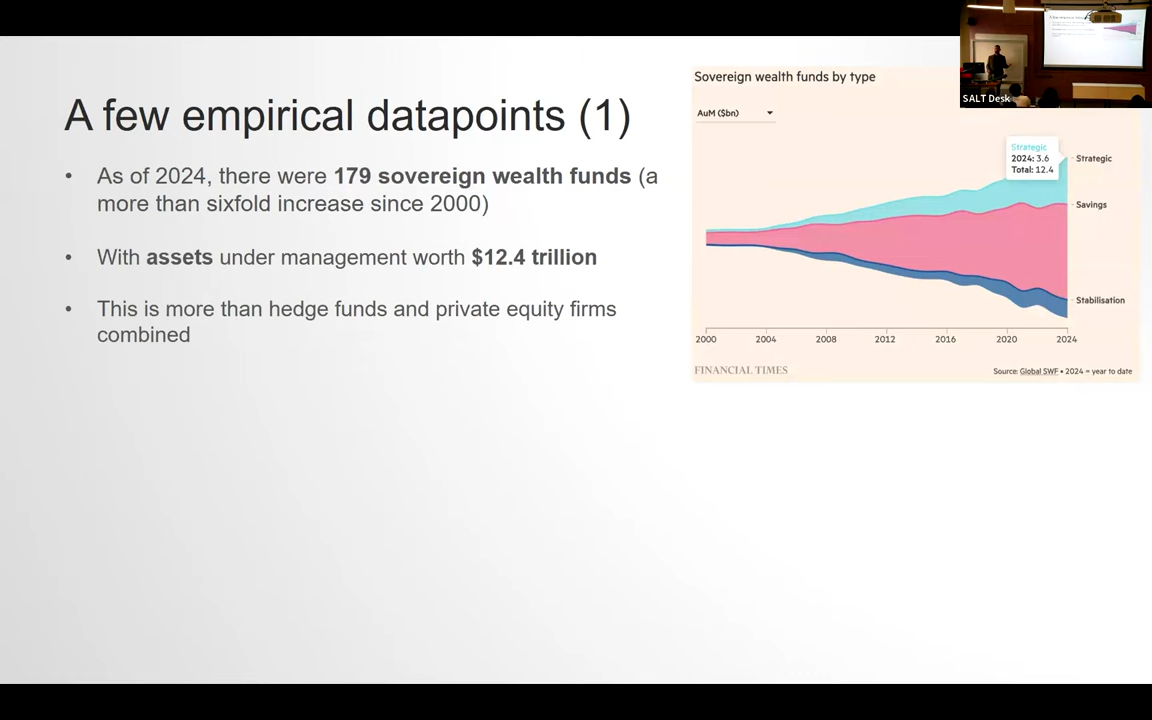 A few empirical datapoints (1)
• As of 2024, there were 179 sovereign wealth funds (a
more than sixfold increase since 2000)
• With assets under management worth $12.4 trillion
• This is more than hedge funds and private equity firms
combined
Sovereign wealth funds by type
AuM ($bn)
Strategic
2024: 3.6
Total: 12.4
Strategic
Savings
Stabilisation
2000 2004 2008 2012 2016 2020 2024
FINANCIAL TIMES
Source: Global SWF • 2024 = year to date
SALT Desk